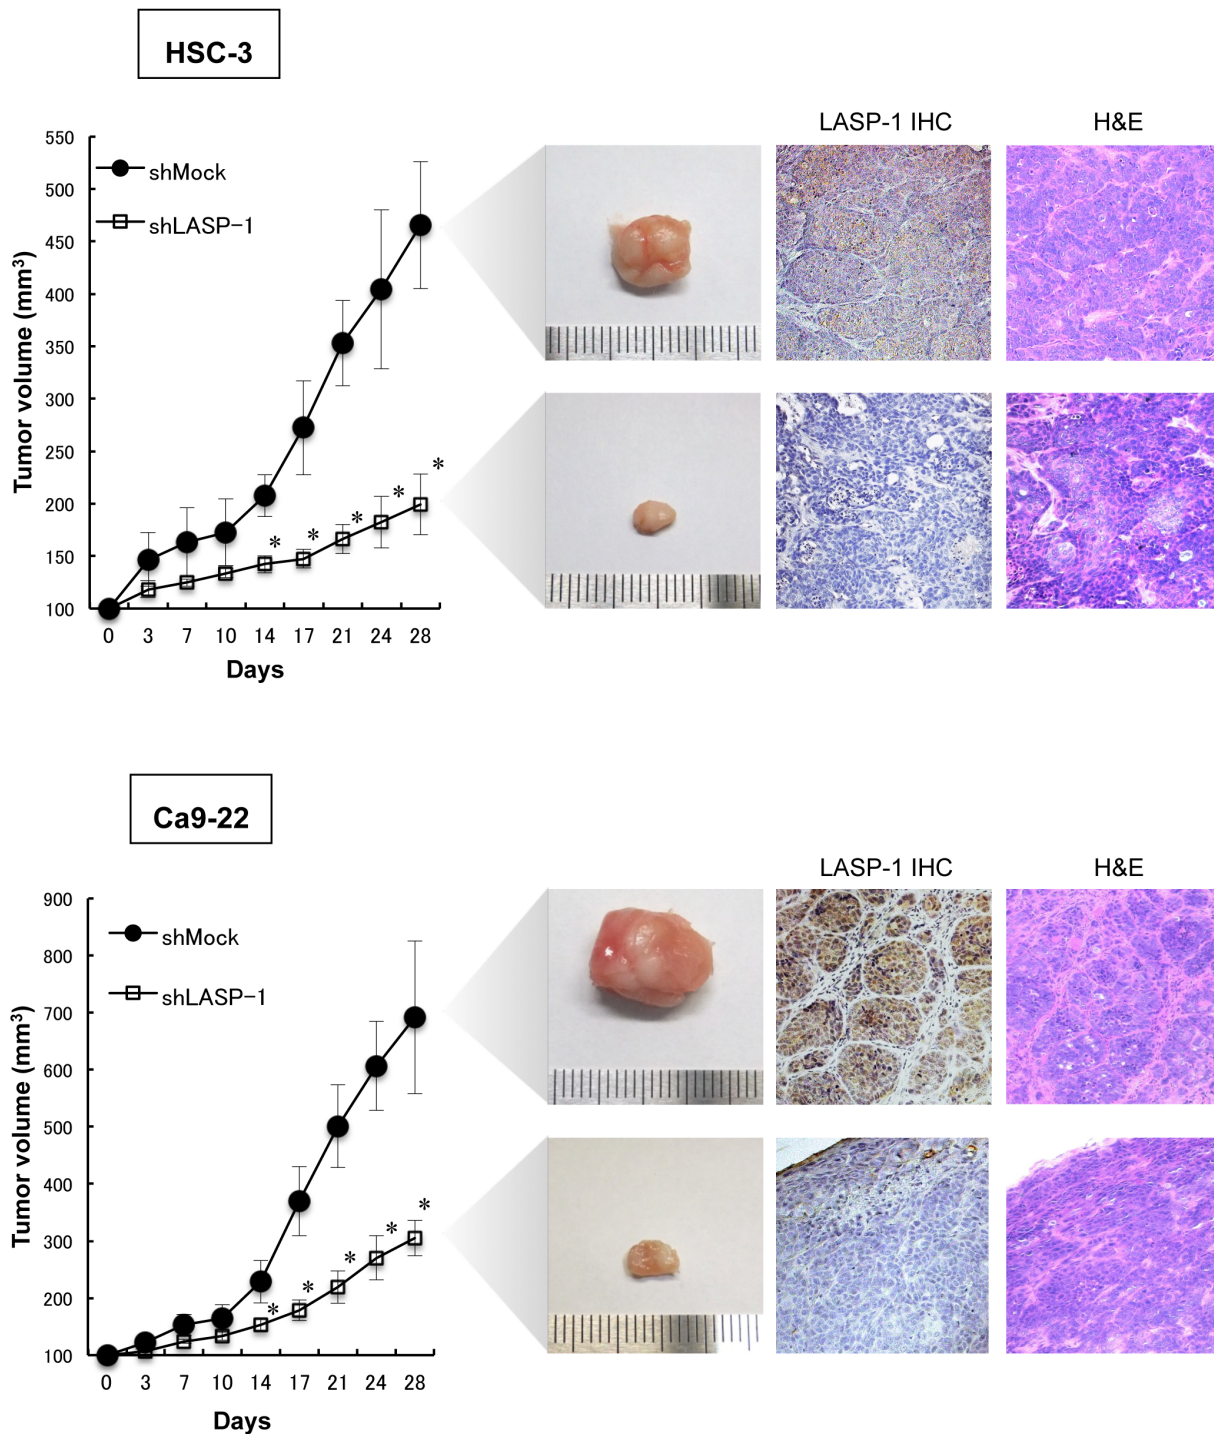 HSC-3
LASP-1 IHC
H&E
550
500
450
400
350
300
250
200
150
100
shMock
shLASP-1
Tumor volume (mm³)
*
*
*
*
*
0 3 7 10 14 17 21 24 28
Days
Ca9-22
LASP-1 IHC
H&E
900
800
700
600
500
400
300
200
100
shMock
shLASP-1
Tumor volume (mm³)
*
*
*
*
*
0 3 7 10 14 17 21 24 28
Days